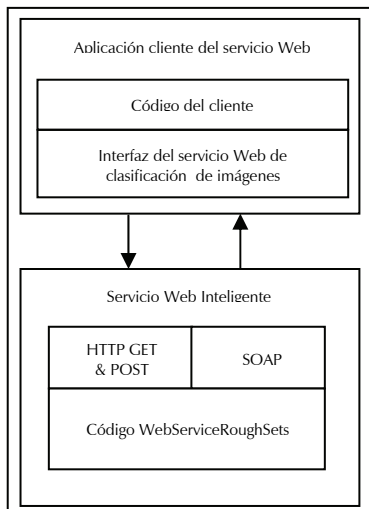 Aplicación cliente del servicio Web
Código del cliente
Interfaz del servicio Web de
clasificación de imágenes
Servicio Web Inteligente
HTTP GET
& POST
SOAP
Código WebServiceRoughSets